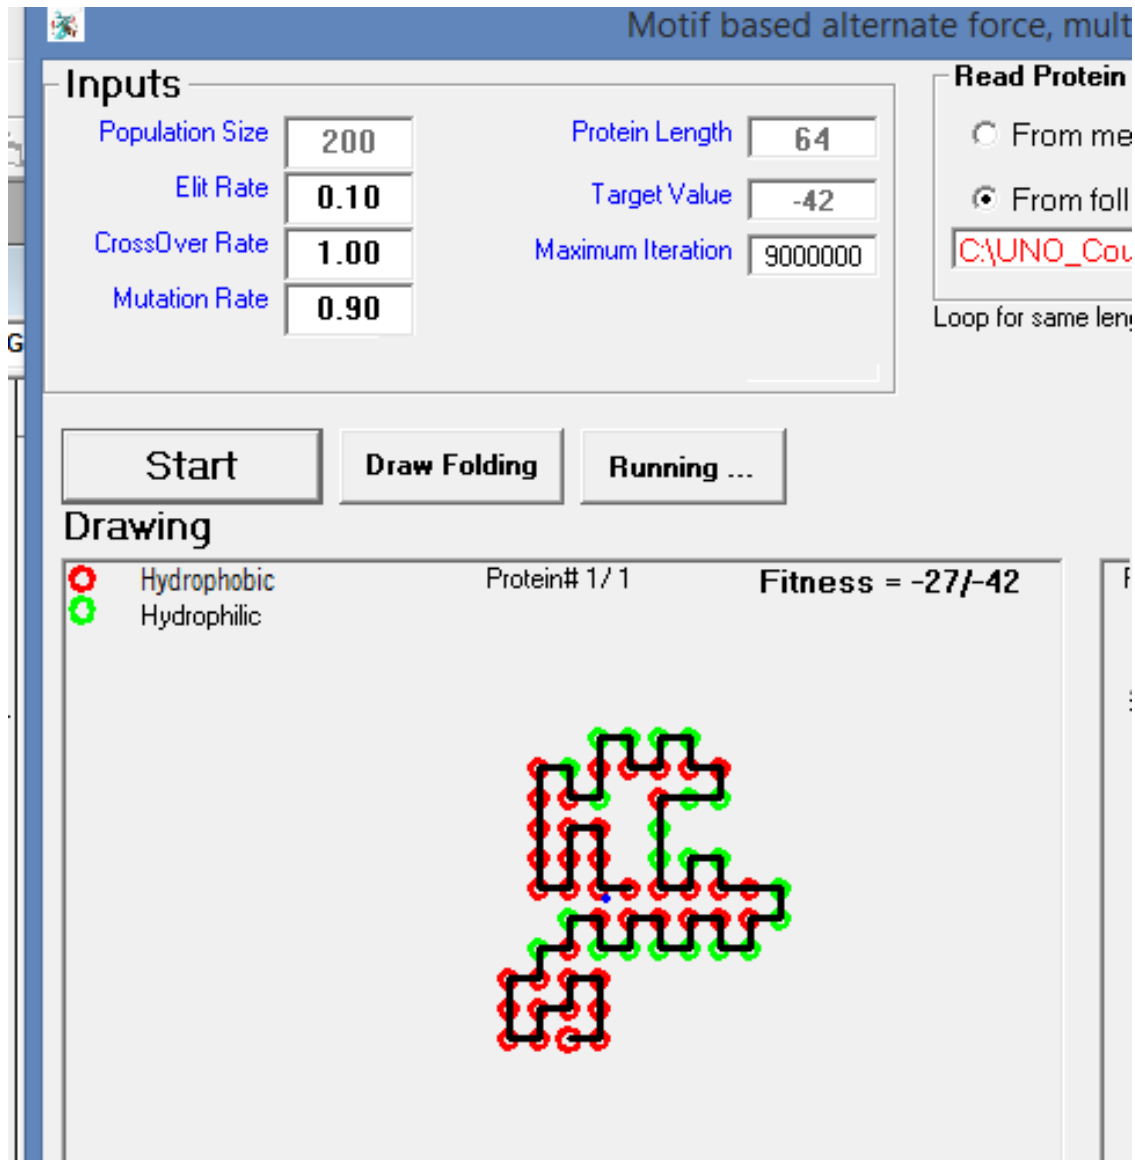 Motif based alternate force, mult
Inputs
Population Size 200
Elit Rate 0.10
CrossOver Rate 1.00
Mutation Rate 0.90
Protein Length 64
Target Value -42
Maximum Iteration 9000000
Read Protein
From me
From foll
C:\UNO_Cou
Loop for same leng
G
Start
Draw Folding
Running ...
Drawing
Hydrophobic
Hydrophilic
Protein# 1/ 1
Fitness = -27/-42